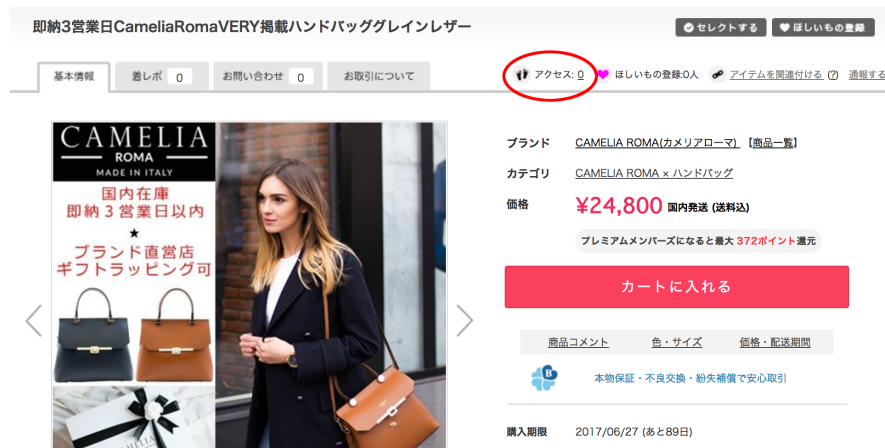 即納3営業日CameliaRomaVERY掲載ハンドバッググレインレザー
セレクトする
ほしいもの登録
基本情報
着レポ 0
お問い合わせ 0
お取引について
アクセス: 0
ほしいもの登録:0人
アイテムを関連付ける (?)
通報する
CAMELIA
ROMA
MADE IN ITALY
国内在庫
即納3営業日以内
★
ブランド直営店
ギフトラッピング可
CAMELIA
ブランド CAMELIA ROMA(カメリアローマ) 【商品一覧】
カテゴリ CAMELIA ROMA × ハンドバッグ
価格 ¥24,800 国内発送 (送料込)
プレミアムメンバーズになると最大 372ポイント還元
カートに入れる
商品コメント 色・サイズ 価格・配送期間
B
本物保証・不良交換・紛失補償で安心取引
購入期限 2017/06/27 (あと89日)